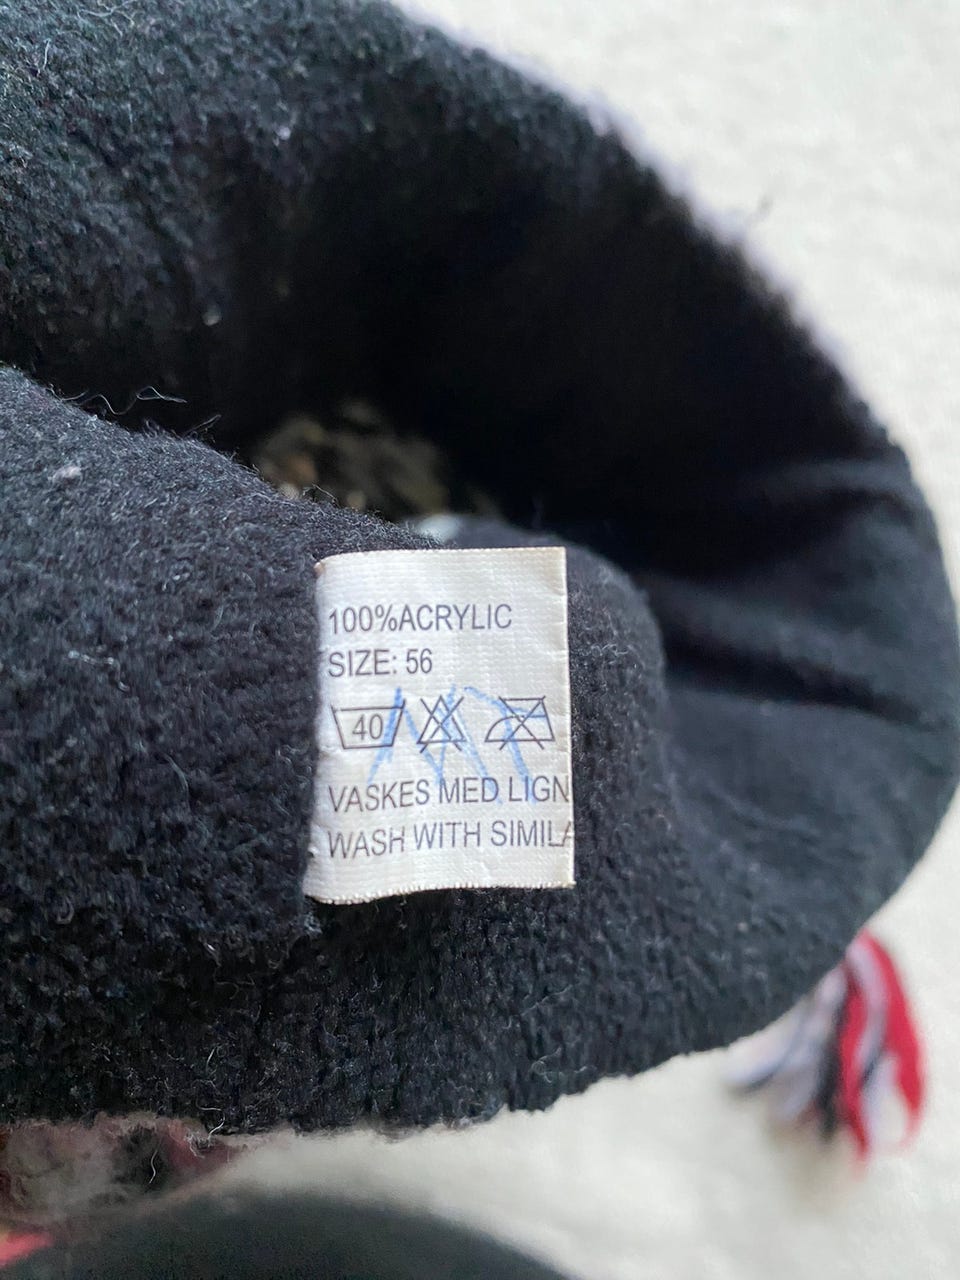 100%ACRYLIC
SIZE: 56
40
VASKES MED LIGN
WASH WITH SIMILA